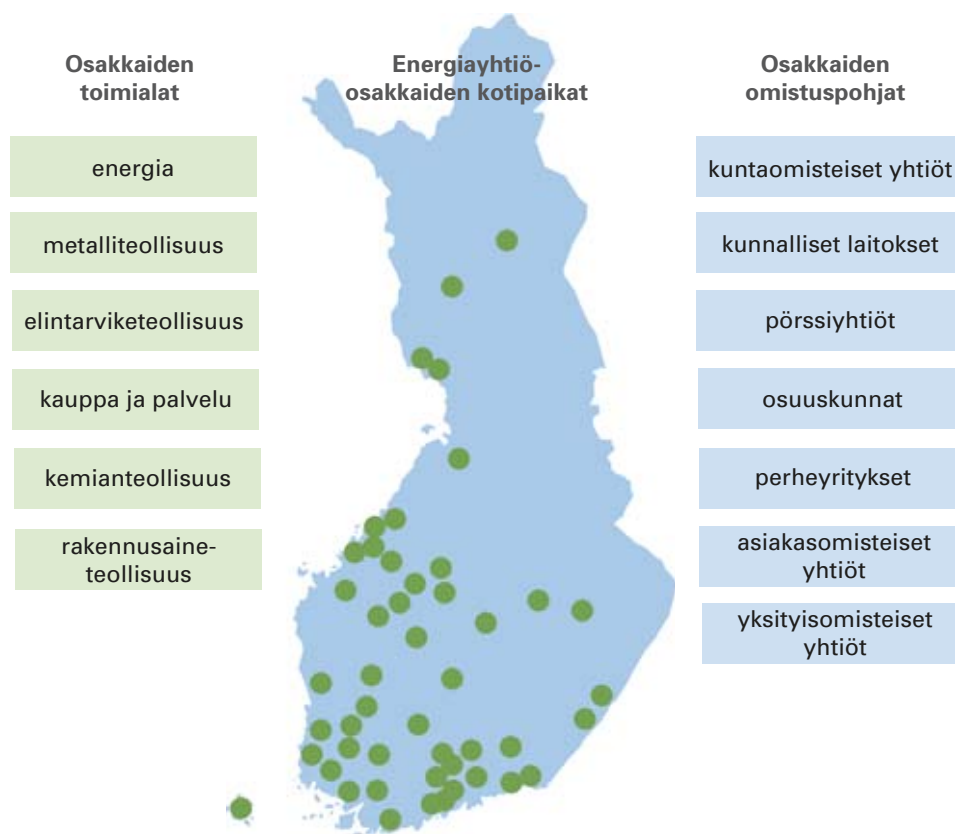 Osakkaiden
toimialat
energia
metalliteollisuus
elintarviketeollisuus
kauppa ja palvelu
kemianteollisuus
rakennusaine-
teollisuus
Energiayhtiö-
osakkaiden kotipaikat
Osakkaiden
omistuspohjat
kuntaomisteiset yhtiöt
kunnalliset laitokset
pörssiyhtiöt
osuuskunnat
perheyritykset
asiakasomisteiset
yhtiöt
yksityisomisteiset
yhtiöt